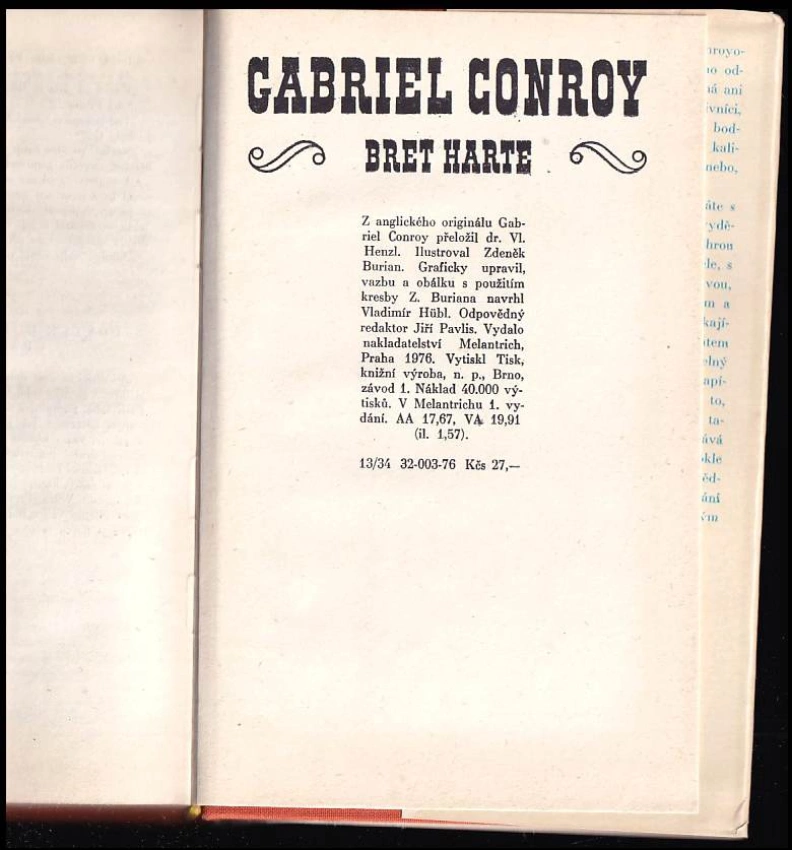 GABRIEL CONROY
BRET HARTE
Z anglického originálu Gab-
riel Conroy přeložil dr. Vl.
Henzl. Ilustroval Zdeněk
Burian. Graficky upravil,
vazbu a obálku s použitím
kresby Z. Buriana navrhl
Vladimír Hübl. Odpovědný
redaktor Jiří Pavlis. Vydalo
nakladatelství Melantrich,
Praha 1976. Vytiskl Tisk,
knižní výroba, n. p., Brno,
závod 1. Náklad 40.000 vý-
tisků. V Melantrichu 1. vy-
dání. AA 17,67, VA 19,91
(il. 1,57).
13/34 32-003-76 Kčs 27,—